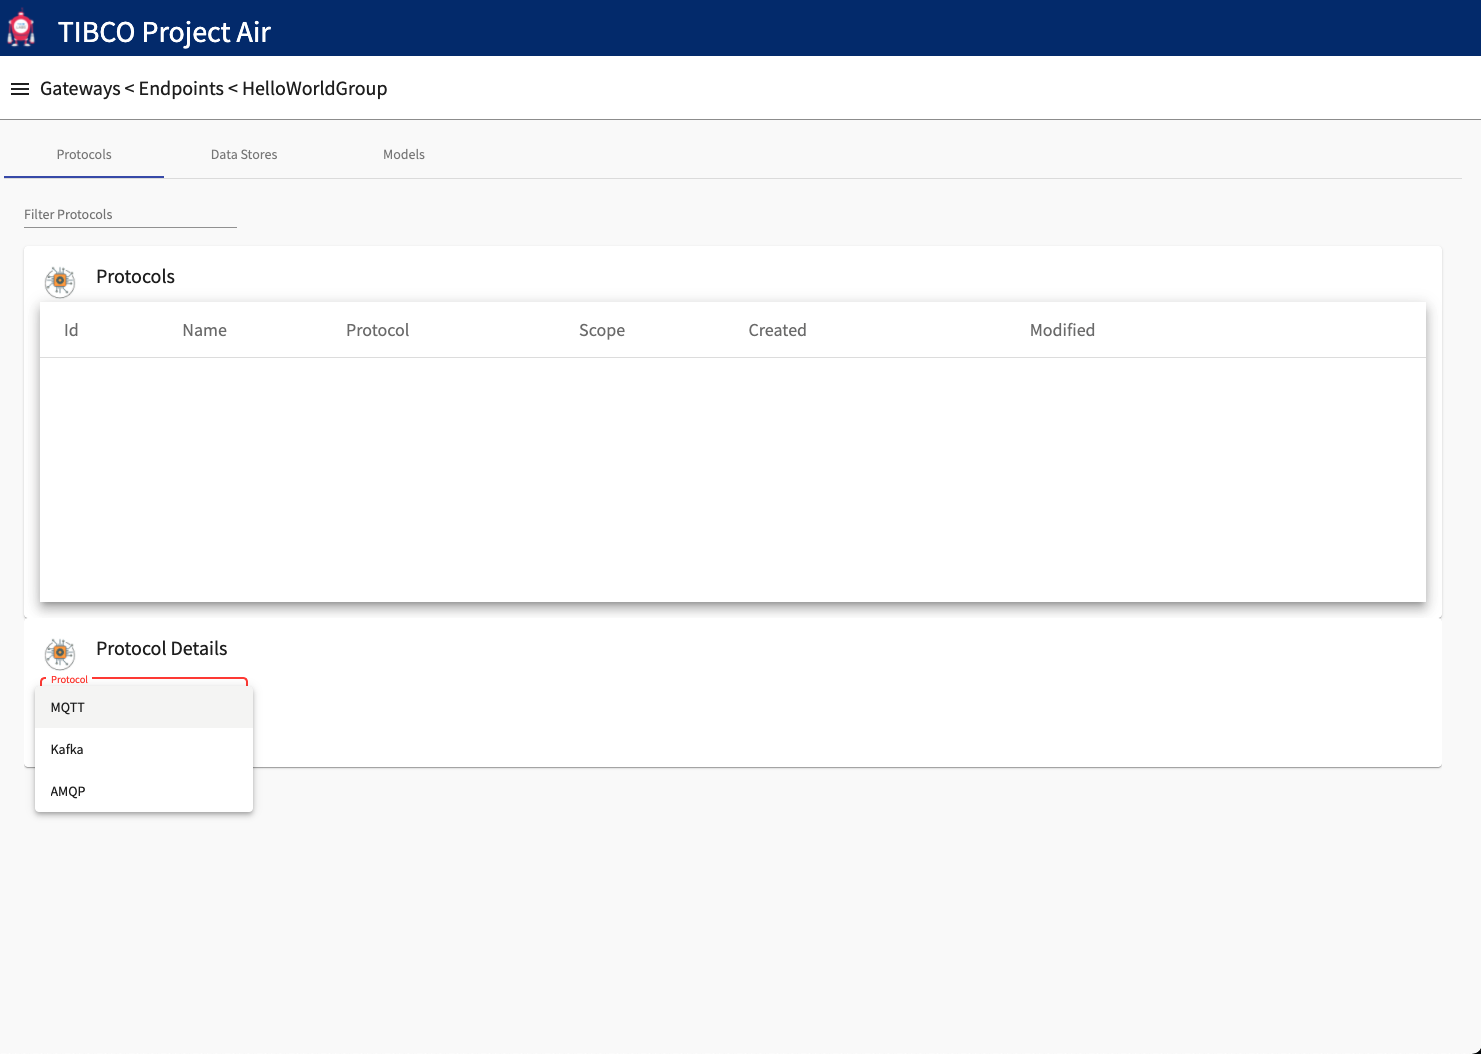 TIBCO Project Air
Gateways < Endpoints < HelloWorldGroup
Protocols Data Stores Models
Filter Protocols
Protocols
Id Name Protocol Scope Created Modified
Protocol Details
Protocol
MQTT
Kafka
AMQP